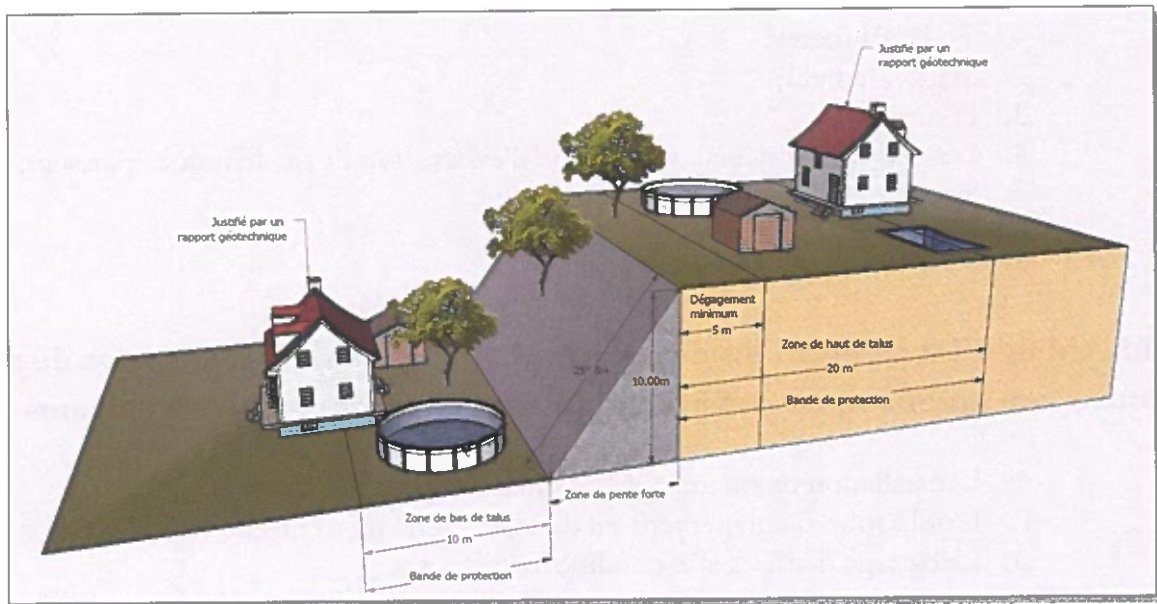 Justifié par un
rapport géotechnique
Justifié par un
rapport géotechnique
Dégagement
minimum
5 m
Zone de haut de talus
10.00m
20 m
Bande de protection
Zone de pente forte
Zone de bas de talus
10 m
Bande de protection